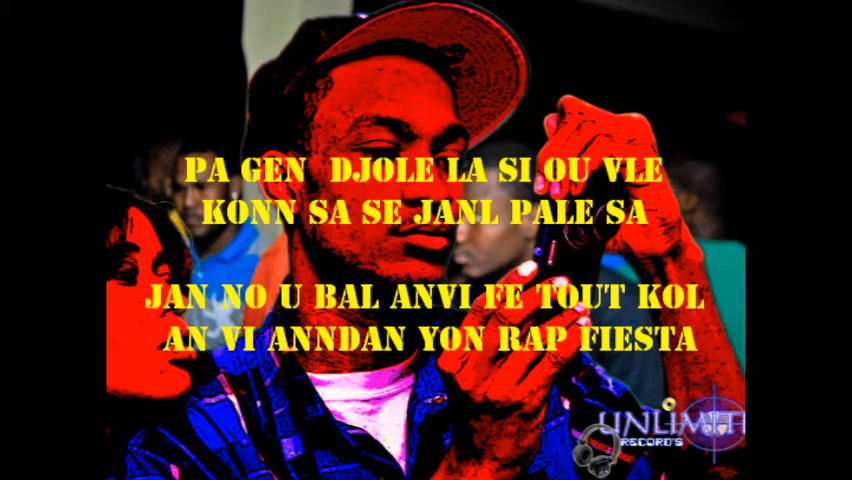 PA GEN DJOLE LA SI OU VLE
KONN SA SE JANL PALE SA
JAN NO U BAL ANVI FE TOUT KOL
AN VI ANNDAN YON RAP FIESTA
UNLIMITI
RECORD'S